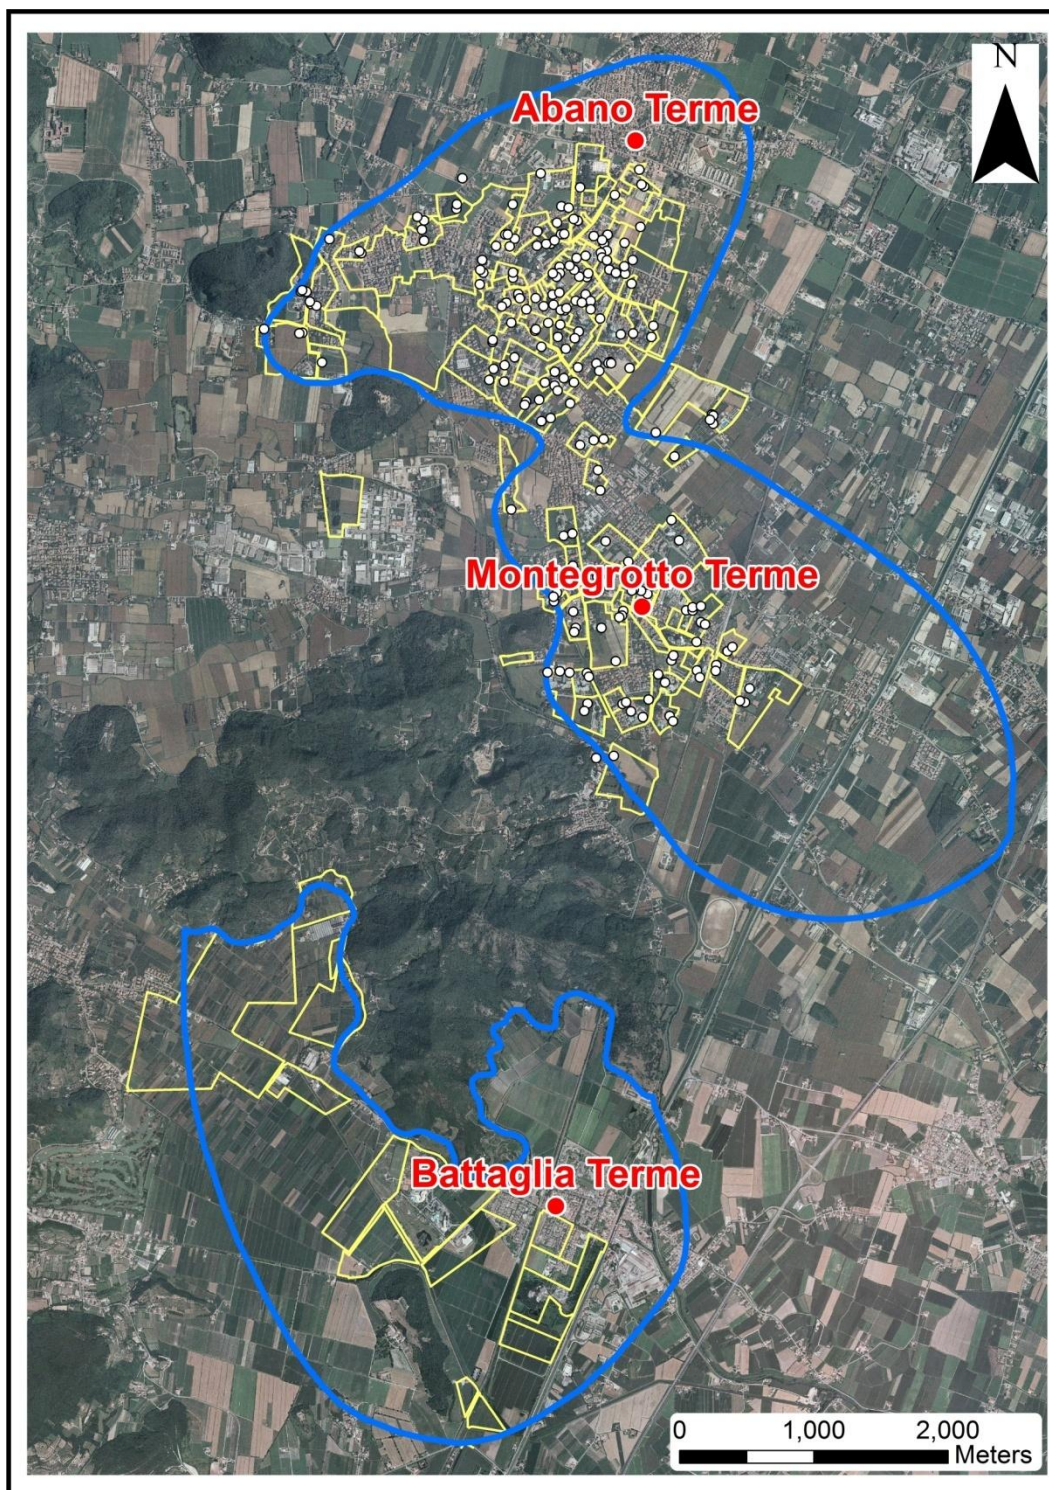 N
Abano Terme
Montegrotto Terme
Battaglia Terme
0 1,000 2,000
Meters